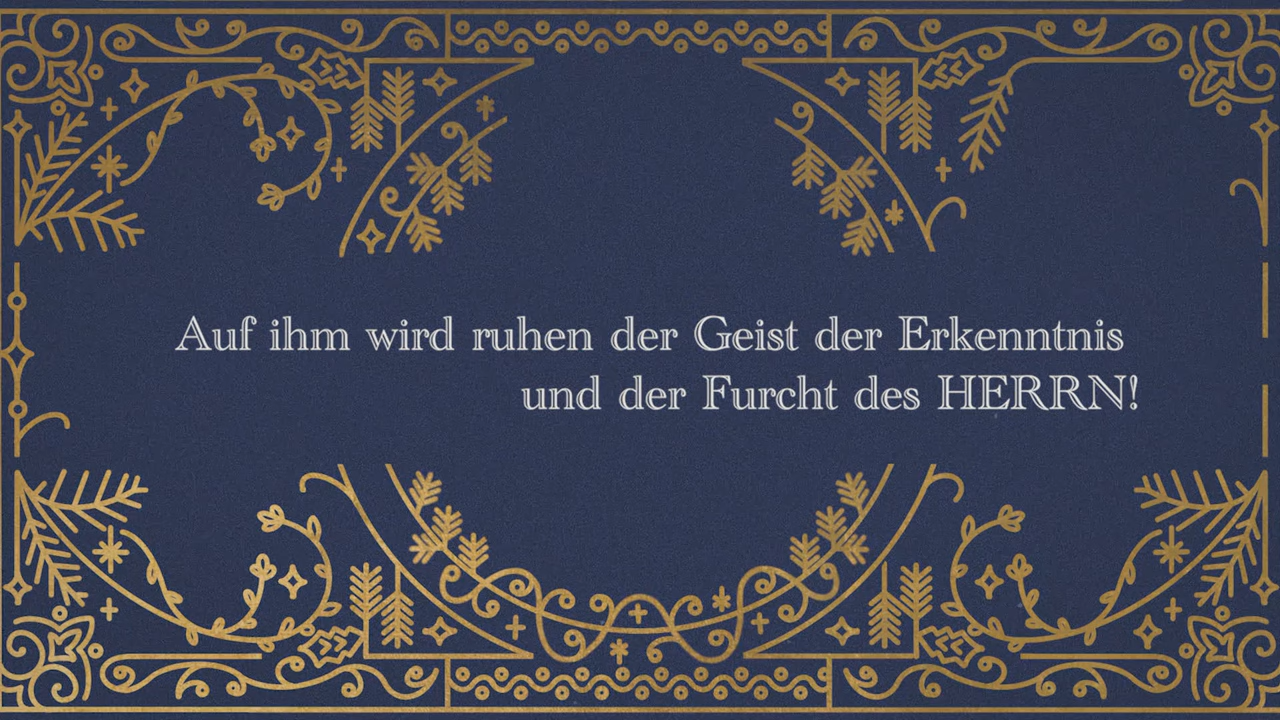 Auf ihm wird ruhen der Geist der Erkenntnis
und der Furcht des HERRN!